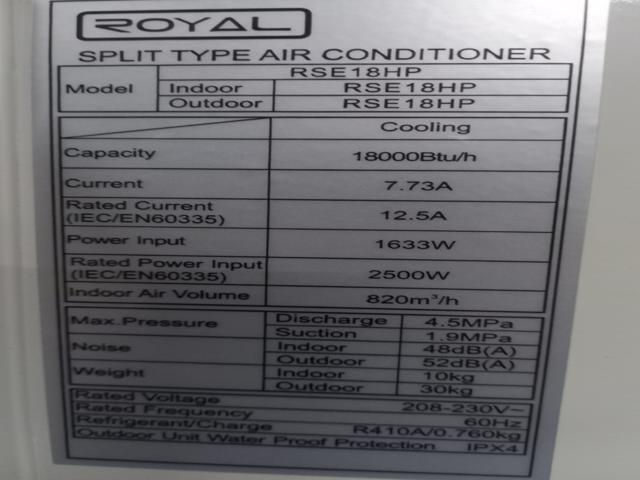 ROYAL
SPLIT TYPE AIR CONDITIONER
Model RSE18HP
Indoor RSE18HP
Outdoor RSE18HP
Cooling
Capacity 18000Btu/h
Current 7.73A
Rated Current (IEC/EN60335) 12.5A
Power Input 1633W
Rated Power Input (IEC/EN60335) 2500W
Indoor Air Volume 820m³/h
Max.Pressure Discharge 4.5MPa
Suction 1.9MPa
Noise Indoor 48dB(A)
Outdoor 52dB(A)
Weight Indoor 10kg
Outdoor 30kg
Rated Voltage 208-230V~
Rated Frequency 60Hz
Refrigerant/Charge R410A/0.760kg
Outdoor Unit Water Proof Protection IPX4